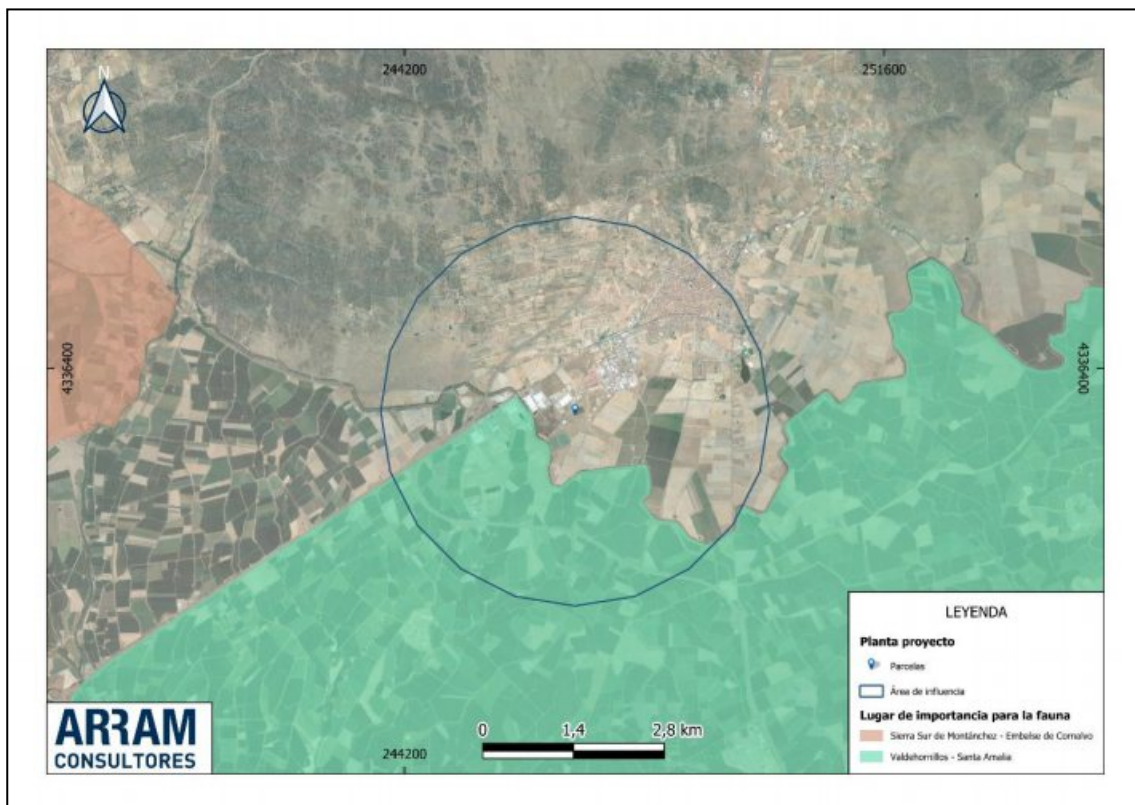 N
244200
251600
4336400
4336400
LEYENDA
Planta proyecto
Parcelas
Área de influencia
Lugar de importancia para la fauna
Sierra Sur de Montánchez - Embalse de Cornalvo
Valdehornillos - Santa Amalia
0 1,4 2,8 km
ARRAM
CONSULTORES
244200